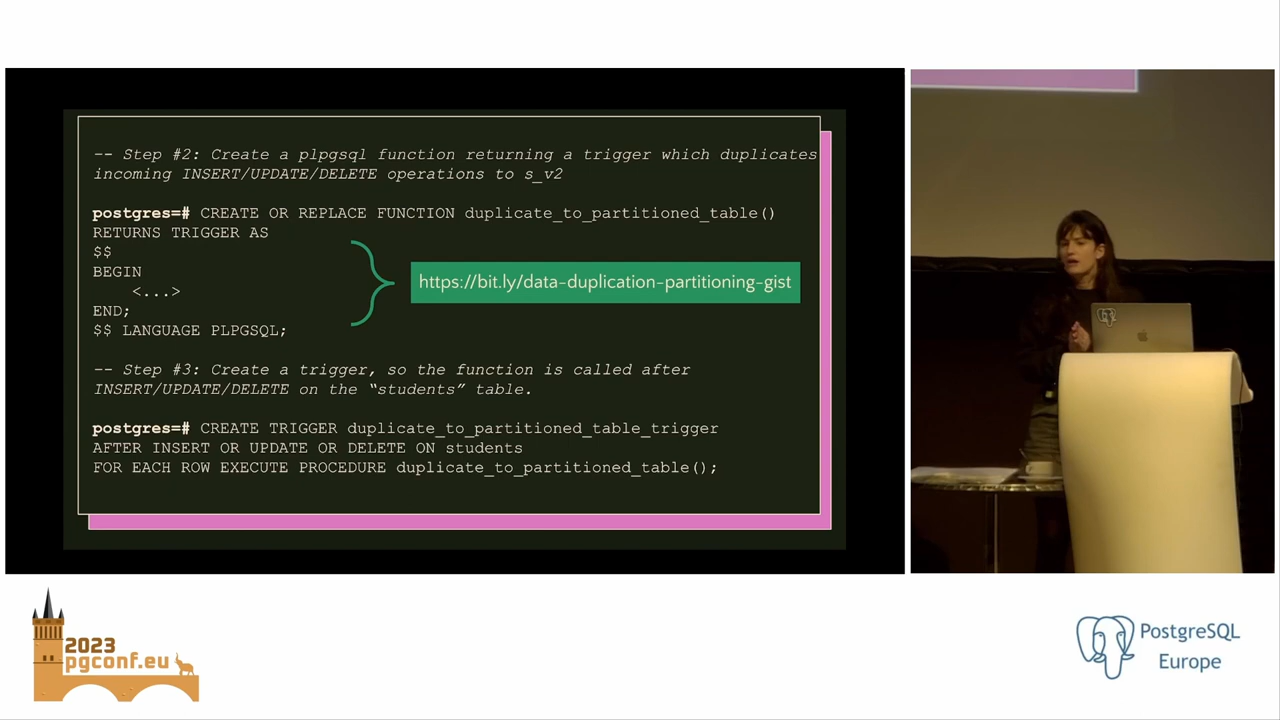 -- Step #2: Create a plpgsql function returning a trigger which duplicates
incoming INSERT/UPDATE/DELETE operations to s_v2
postgres=# CREATE OR REPLACE FUNCTION duplicate_to_partitioned_table()
RETURNS TRIGGER AS
$$
BEGIN
<...>
END;
$$ LANGUAGE PLPGSQL;
https://bit.ly/data-duplication-partitioning-gist
-- Step #3: Create a trigger, so the function is called after
INSERT/UPDATE/DELETE on the “students” table.
postgres=# CREATE TRIGGER duplicate_to_partitioned_table_trigger
AFTER INSERT OR UPDATE OR DELETE ON students
FOR EACH ROW EXECUTE PROCEDURE duplicate_to_partitioned_table();
2023
pgconf.eu
PostgreSQL
Europe